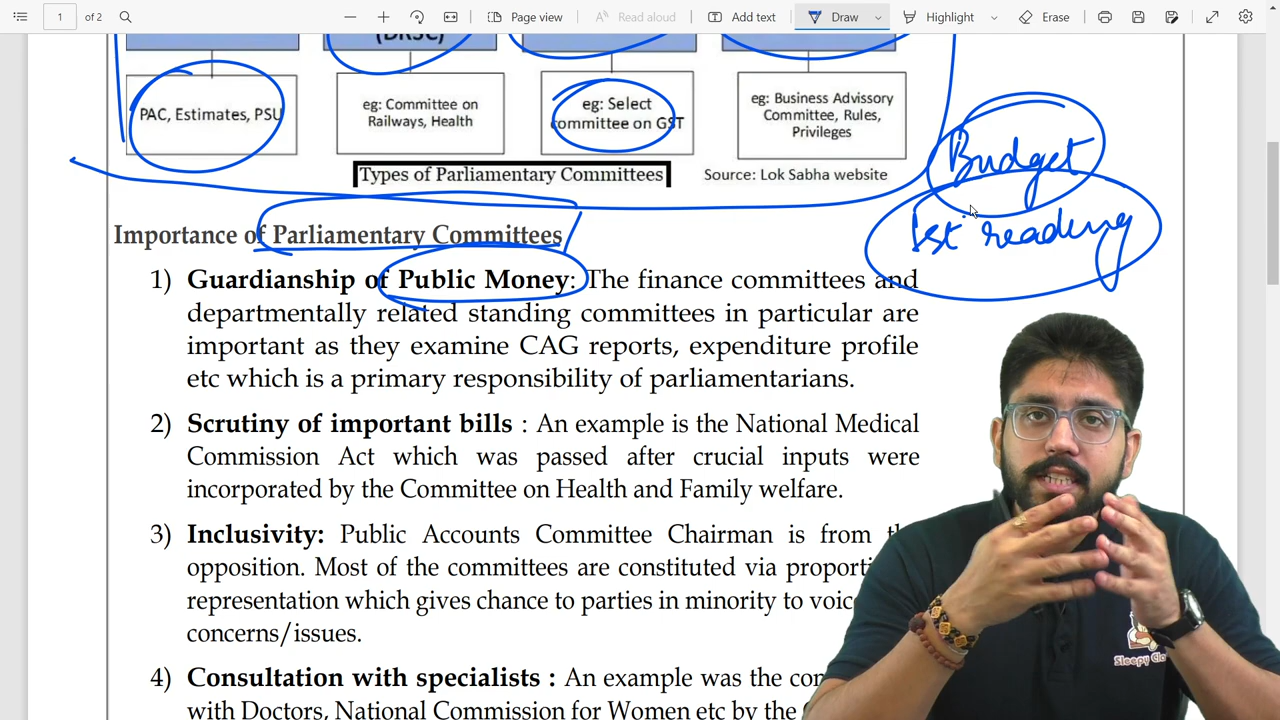 1 of 2 Page view Read aloud Add text Draw Highlight Erase
(DRSC)
PAC, Estimates, PSU
eg: Committee on
Railways, Health
eg: Select
committee on GST
eg: Business Advisory
Committee, Rules,
Privileges
Types of Parliamentary Committees
Source: Lok Sabha website
Budget
1st reading
Importance of Parliamentary Committees
1) Guardianship of Public Money: The finance committees and
departmentally related standing committees in particular are
important as they examine CAG reports, expenditure profile
etc which is a primary responsibility of parliamentarians.
2) Scrutiny of important bills : An example is the National Medical
Commission Act which was passed after crucial inputs were
incorporated by the Committee on Health and Family welfare.
3) Inclusivity: Public Accounts Committee Chairman is from
opposition. Most of the committees are constituted via
representation which gives chance to parties in minority to
concerns/issues.
4) Consultation with specialists : An example was the
with Doctors, National Commission for Women etc by the
Sleepy